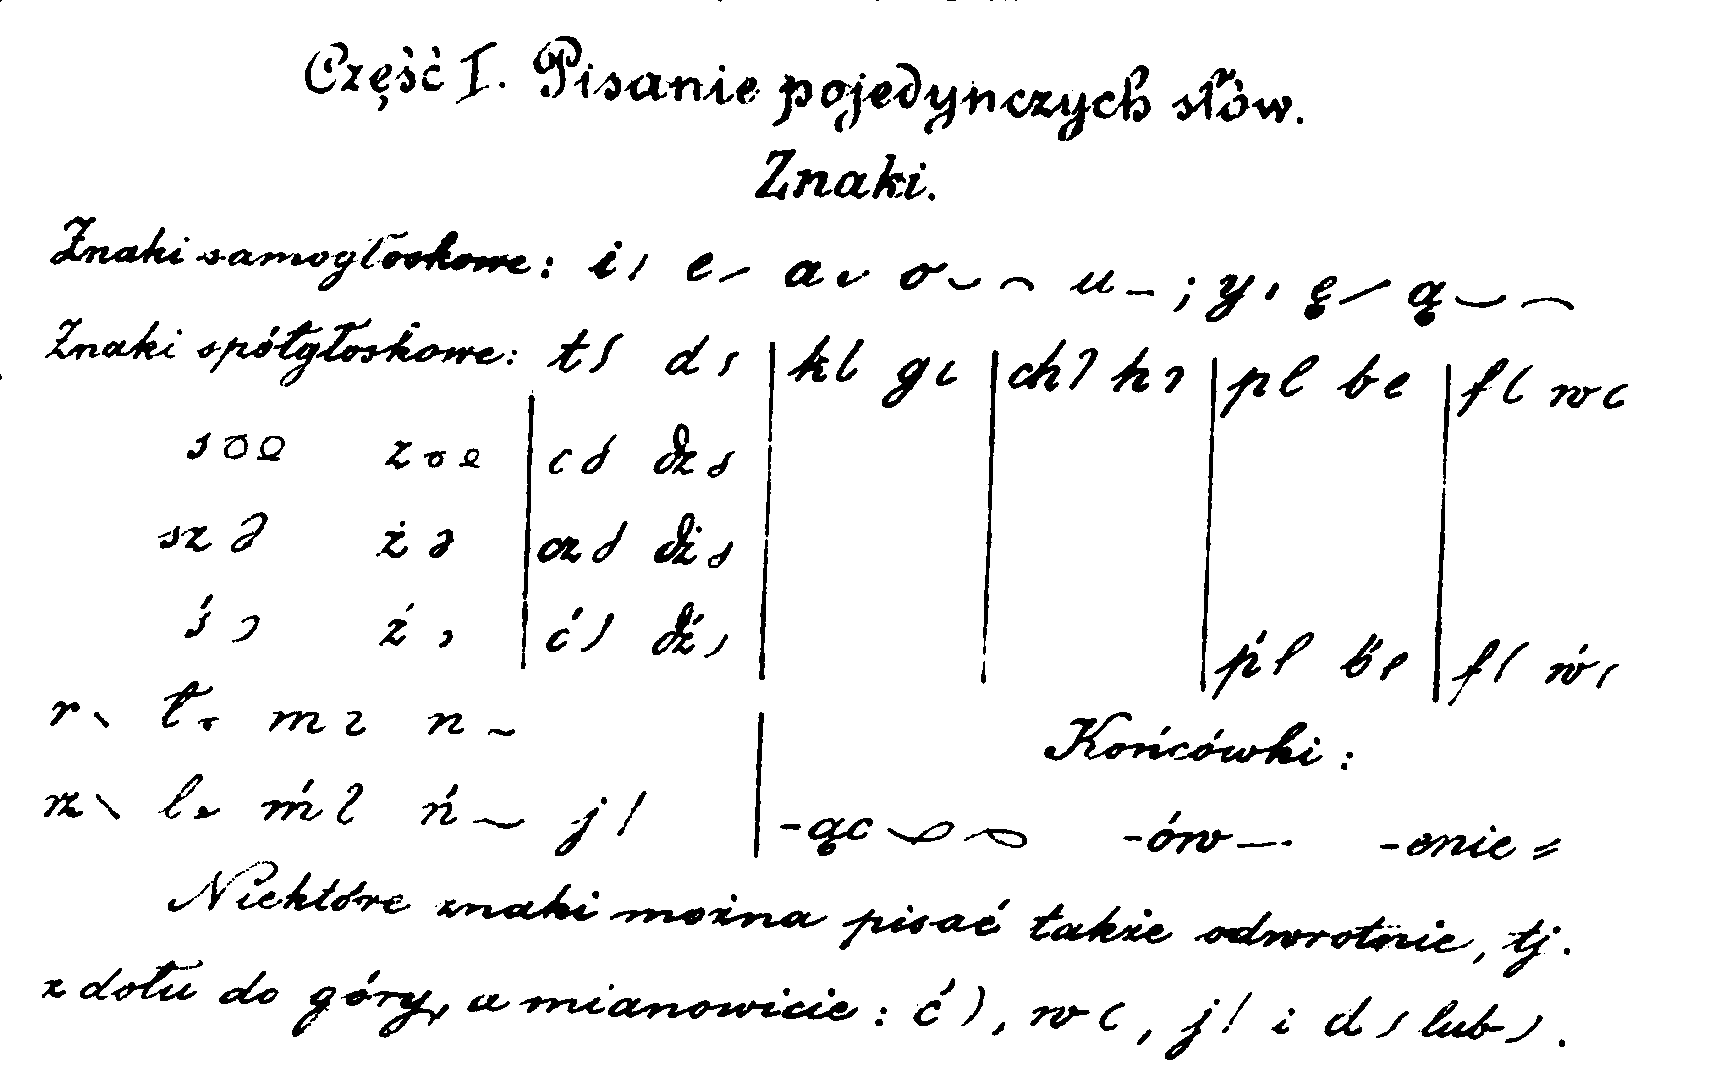 Część I. Pisanie pojedynczych słów.
Znaki.
Znaki samogłoskowe: i e a o u ; y ę ą
Znaki spółgłoskowe: t d k g ch h p b f w
s z c dz
sz ż cz dż
ś ź ć dź ṕ b́ f́ ẃ
r ł m n
Końcówki:
rz l ḿ ń j -ąc -ów -enie
Niektóre znaki można pisać także odwrotnie, tj.
z dołu do góry, a mianowicie: ć , w , j i d lub .